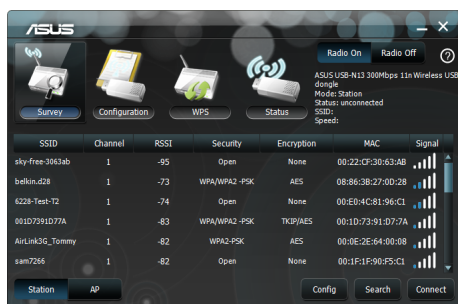 ASUS
Radio On Radio Off
ASUS USB-N13 300Mbps 11n Wireless USB
dongle
Mode: Station
Status: unconnected
SSID:
Speed:
Survey Configuration WPS Status
SSID Channel RSSI Security Encryption MAC Signal
sky-free-3063ab 1 -95 Open None 00:22:CF:30:63:AB
belkin.d28 1 -73 WPA/WPA2 -PSK AES 08:86:3B:27:0D:28
6228-Test-T2 1 -74 Open None 00:E0:4C:81:96:C1
001D7391D77A 1 -83 WPA/WPA2 -PSK TKIP/AES 00:1D:73:91:D7:7A
AirLink3G_Tommy 1 -82 WPA2-PSK AES 00:0E:2E:64:00:08
sam7266 1 -82 Open None 00:1F:1F:90:F5:C1
Station AP Config Search Connect